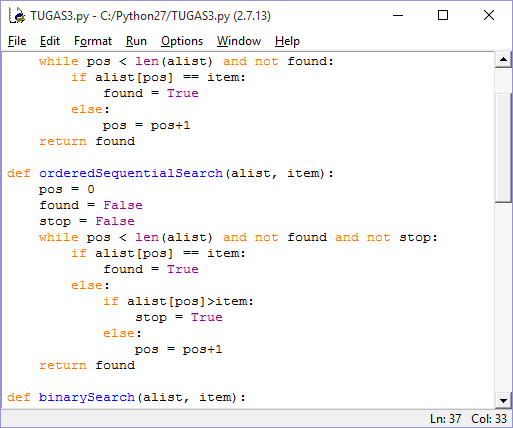 TUGAS3.py - C:/Python27/TUGAS3.py (2.7.13)
File Edit Format Run Options Window Help
    while pos < len(alist) and not found:
        if alist[pos] == item:
            found = True
        else:
            pos = pos+1
    return found

def orderedSequentialSearch(alist, item):
    pos = 0
    found = False
    stop = False
    while pos < len(alist) and not found and not stop:
        if alist[pos] == item:
            found = True
        else:
            if alist[pos]>item:
                stop = True
            else:
                pos = pos+1
    return found

def binarySearch(alist, item):
Ln: 37 Col: 33